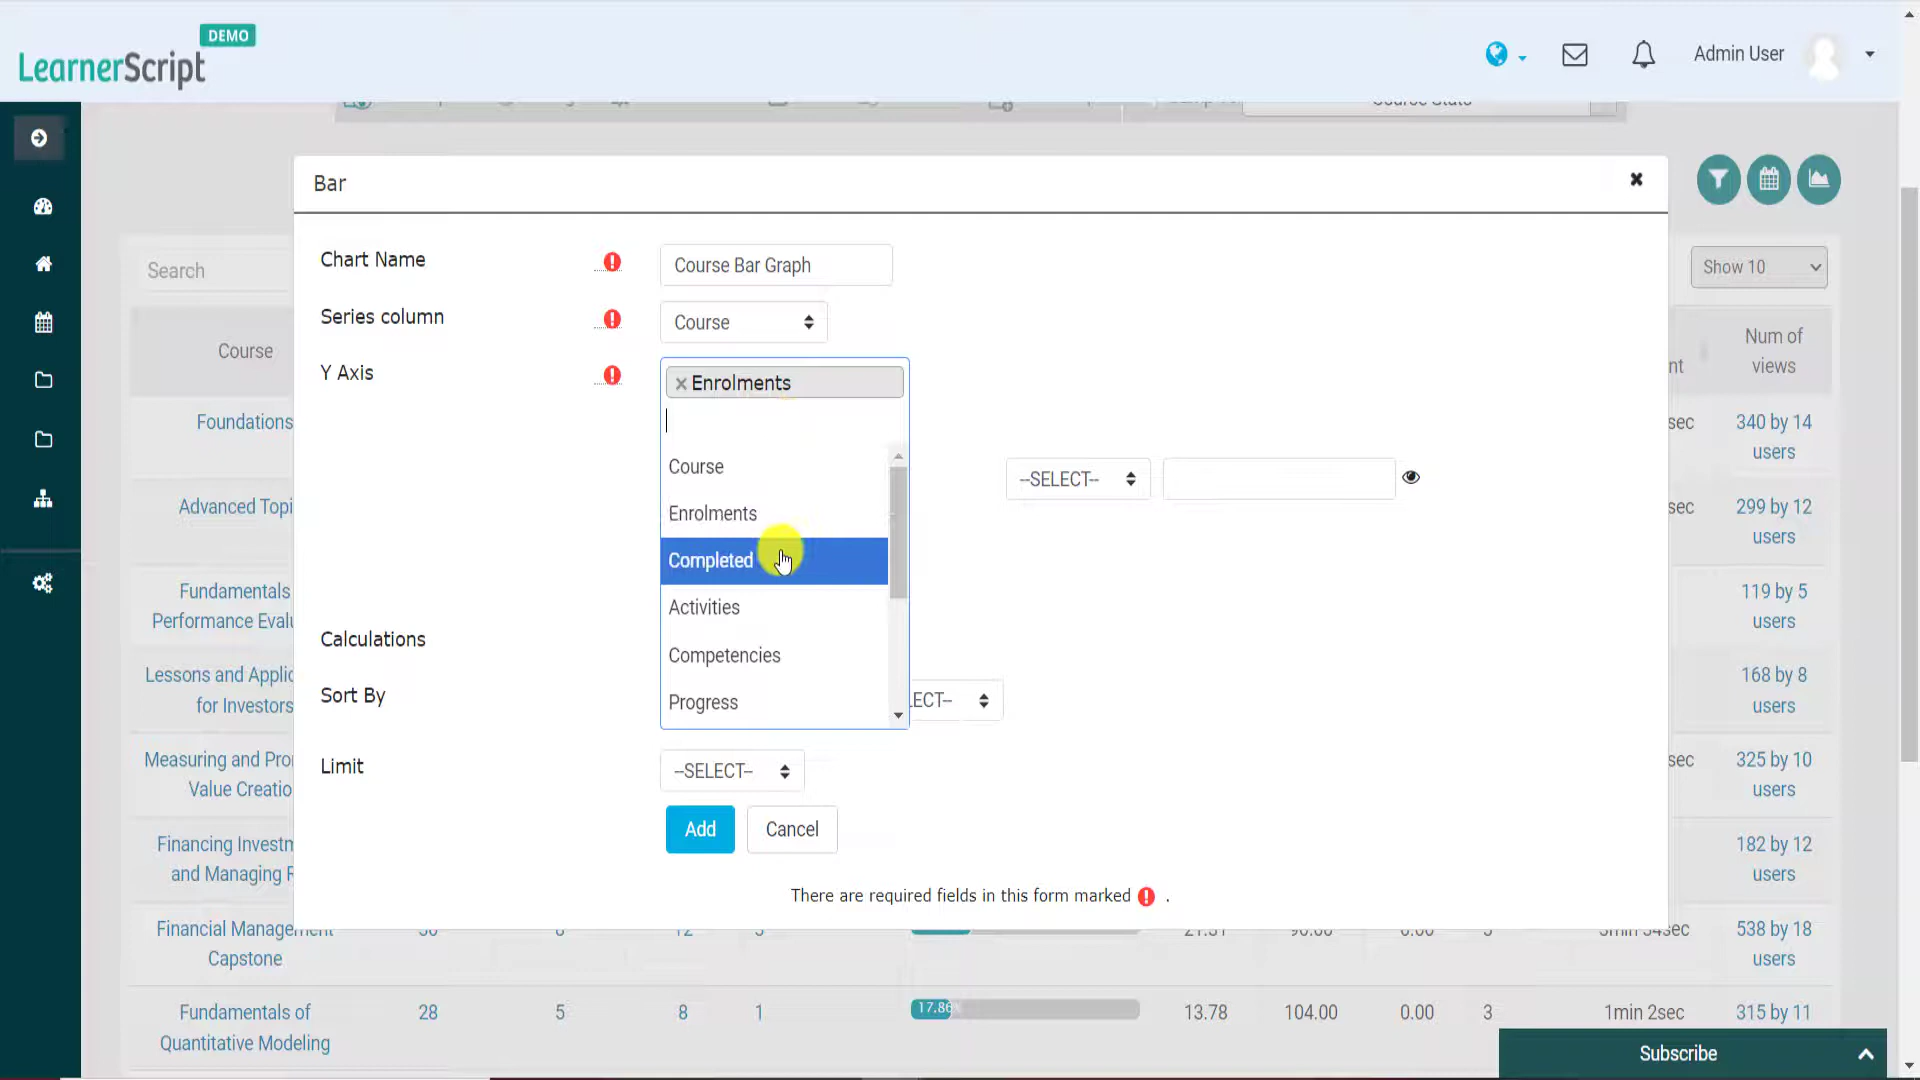 DEMO
LearnerScript
Admin User
Bar
Chart Name
Course Bar Graph
Series column
Course
Y Axis
× Enrolments
Course
Enrolments
Completed
Activities
Competencies
Progress
--SELECT--
Calculations
Sort By
LECT--
Limit
--SELECT--
Add
Cancel
There are required fields in this form marked .
Search
Show 10
Course
Num of
views
Foundations
sec
340 by 14
users
Advanced Topi
sec
299 by 12
users
Fundamentals
Performance Evalu
119 by 5
users
Lessons and Applic
for Investors
168 by 8
users
Measuring and Pro
Value Creatio
sec
325 by 10
users
Financing Investm
and Managing R
182 by 12
users
Financial Management
Capstone
538 by 18
users
Fundamentals of
Quantitative Modeling
28
5
8
1
17.86
13.78
104.00
0.00
3
1min 2sec
315 by 11
Subscribe